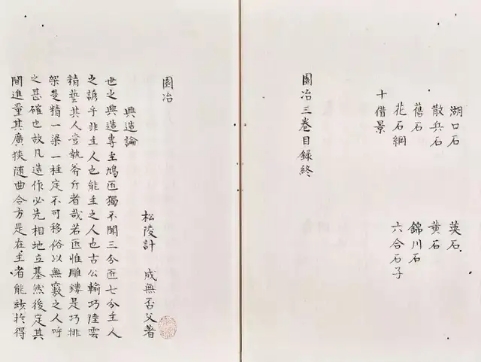 湖口石 英石
散兵石 黄石
舊石 錦川石
花石綱 六合石子
十借景
園冶三卷目録終
園冶
松陵計 成無否父著
興造論
世之興造專主鳩匠獨不聞三分匠七分主人
之諺乎非主人也能主之人也古公輸巧陸雲
精藝其人豈執斧斤者哉若匠惟雕鏤是巧排
架是精一梁一柱定不可移俗以無竅之人呼
之甚確也故凡造作必先相地立基然後定其
間進量其廣狹隨曲合方是在主者能玅於得